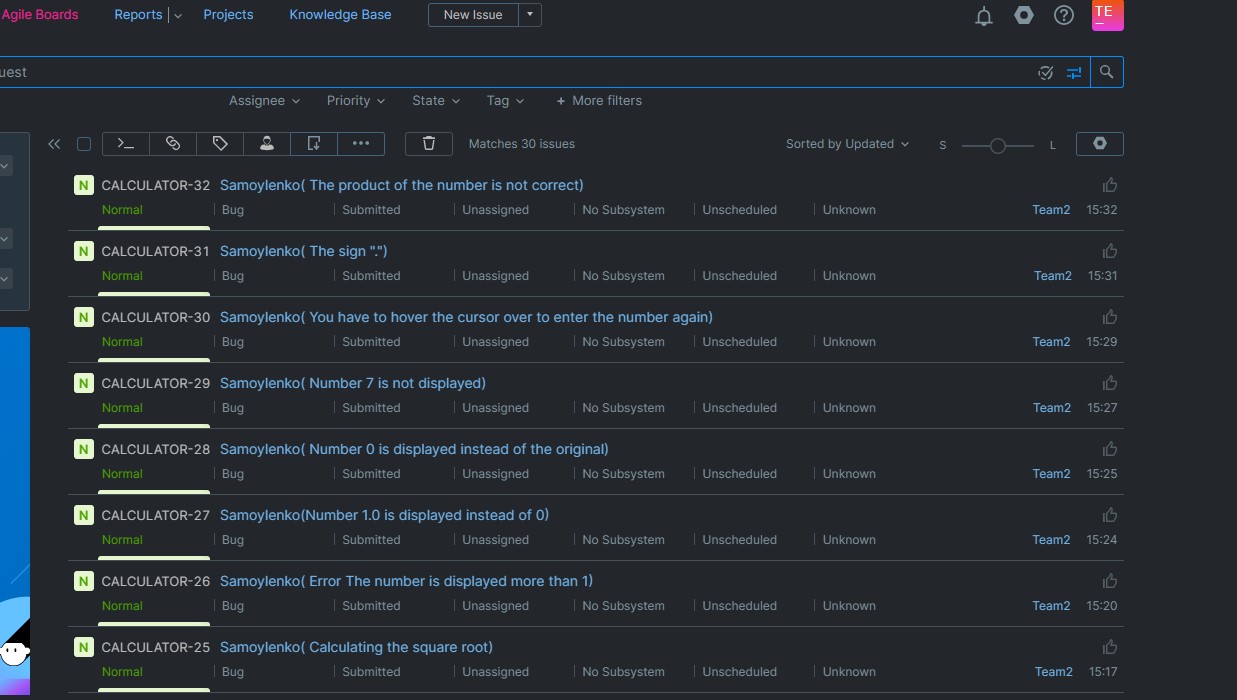 Agile Boards Reports Projects Knowledge Base New Issue TE
uest
Assignee Priority State Tag + More filters
Matches 30 issues Sorted by Updated S L
N CALCULATOR-32 Samoylenko( The product of the number is not correct)
Normal Bug Submitted Unassigned No Subsystem Unscheduled Unknown Team2 15:32
N CALCULATOR-31 Samoylenko( The sign ".")
Normal Bug Submitted Unassigned No Subsystem Unscheduled Unknown Team2 15:31
N CALCULATOR-30 Samoylenko( You have to hover the cursor over to enter the number again)
Normal Bug Submitted Unassigned No Subsystem Unscheduled Unknown Team2 15:29
N CALCULATOR-29 Samoylenko( Number 7 is not displayed)
Normal Bug Submitted Unassigned No Subsystem Unscheduled Unknown Team2 15:27
N CALCULATOR-28 Samoylenko( Number 0 is displayed instead of the original)
Normal Bug Submitted Unassigned No Subsystem Unscheduled Unknown Team2 15:25
N CALCULATOR-27 Samoylenko(Number 1.0 is displayed instead of 0)
Normal Bug Submitted Unassigned No Subsystem Unscheduled Unknown Team2 15:24
N CALCULATOR-26 Samoylenko( Error The number is displayed more than 1)
Normal Bug Submitted Unassigned No Subsystem Unscheduled Unknown Team2 15:20
N CALCULATOR-25 Samoylenko( Calculating the square root)
Normal Bug Submitted Unassigned No Subsystem Unscheduled Unknown Team2 15:17